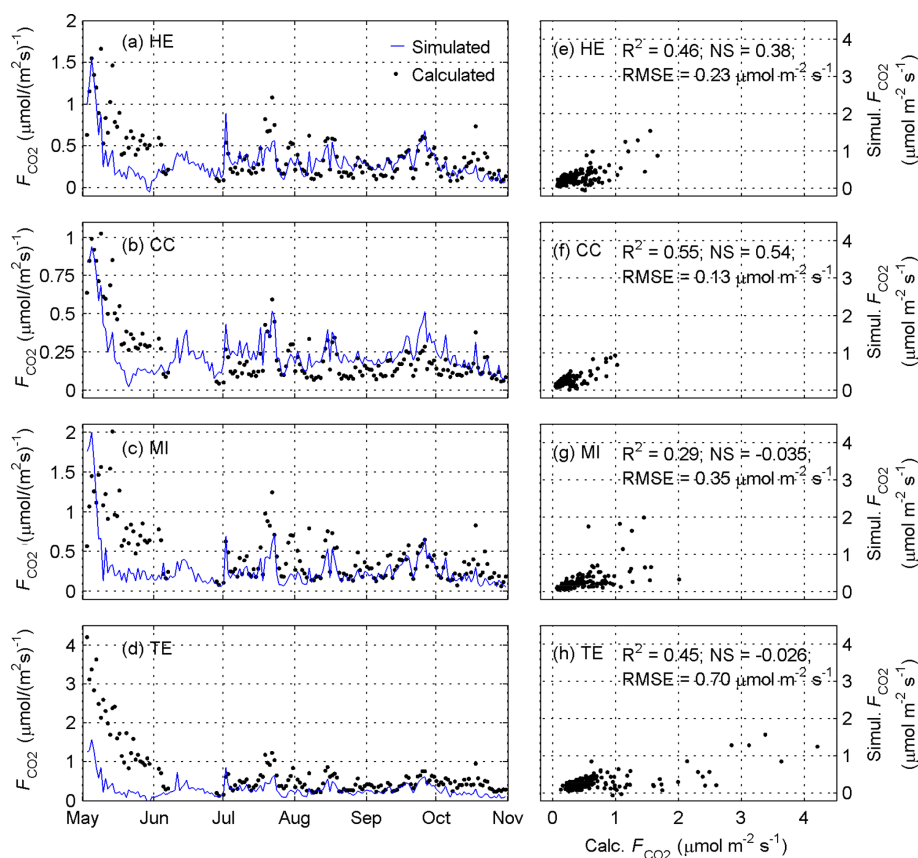 2
1.5
1
0.5
0
F_CO2 (μmol/(m²s)⁻¹)
(a) HE
Simulated
Calculated
(e) HE
R² = 0.46; NS = 0.38;
RMSE = 0.23 μmol m⁻² s⁻¹
4
3
2
1
0
Simul. F_CO2
(μmol m⁻² s⁻¹)
1
0.75
0.5
0.25
0
F_CO2 (μmol/(m²s)⁻¹)
(b) CC
(f) CC
R² = 0.55; NS = 0.54;
RMSE = 0.13 μmol m⁻² s⁻¹
4
3
2
1
0
Simul. F_CO2
(μmol m⁻² s⁻¹)
2
1.5
1
0.5
0
F_CO2 (μmol/(m²s)⁻¹)
(c) MI
(g) MI
R² = 0.29; NS = -0.035;
RMSE = 0.35 μmol m⁻² s⁻¹
4
3
2
1
0
Simul. F_CO2
(μmol m⁻² s⁻¹)
4
3
2
1
0
F_CO2 (μmol/(m²s)⁻¹)
(d) TE
May Jun Jul Aug Sep Oct Nov
(h) TE
R² = 0.45; NS = -0.026;
RMSE = 0.70 μmol m⁻² s⁻¹
4
3
2
1
0
Simul. F_CO2
(μmol m⁻² s⁻¹)
0 1 2 3 4
Calc. F_CO2 (μmol m⁻² s⁻¹)